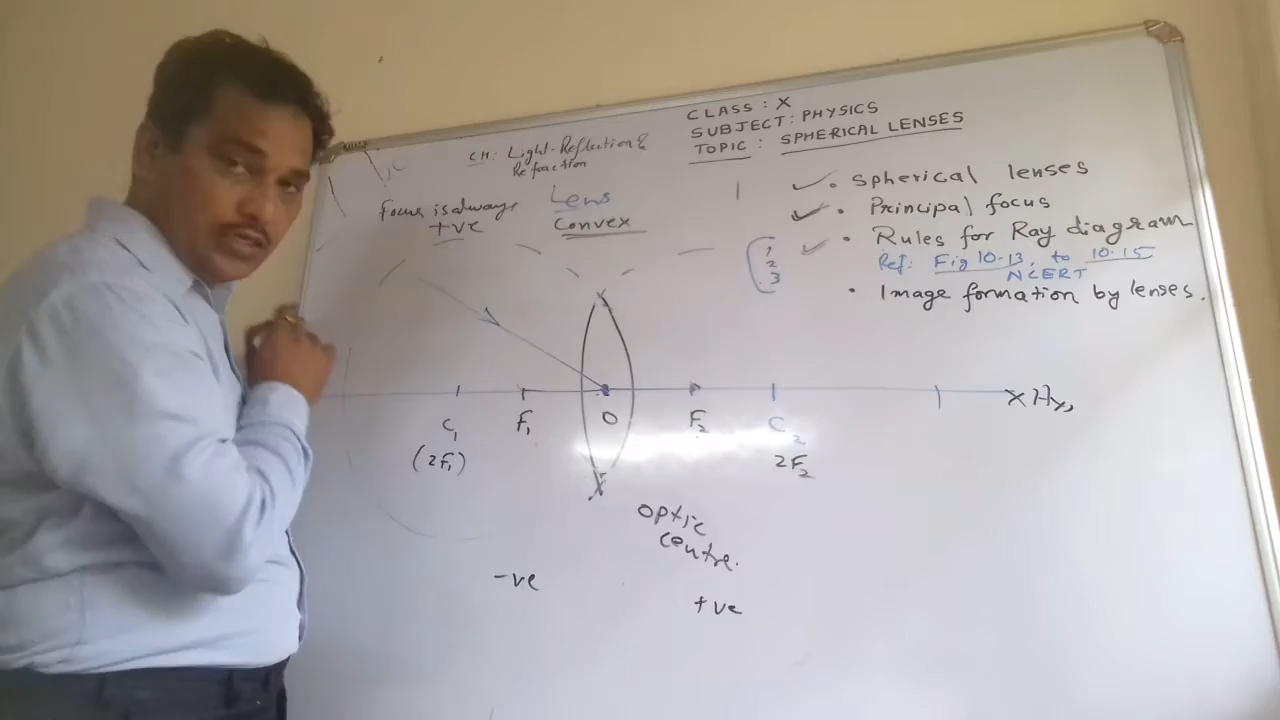 CLASS : X
SUBJECT: PHYSICS
TOPIC : SPHERICAL LENSES
CH: Light-Reflection &
Refraction
Lens
Convex
Focus is always
+ve
• Spherical lenses
• Principal focus
• Rules for Ray diagram
Ref: Fig 10.13, to 10.15
NCERT
• Image formation by lenses.
1
2
3
C1
(2F1)
F1
O
F2
C2
2F2
X
optic
centre.
-ve
+ve